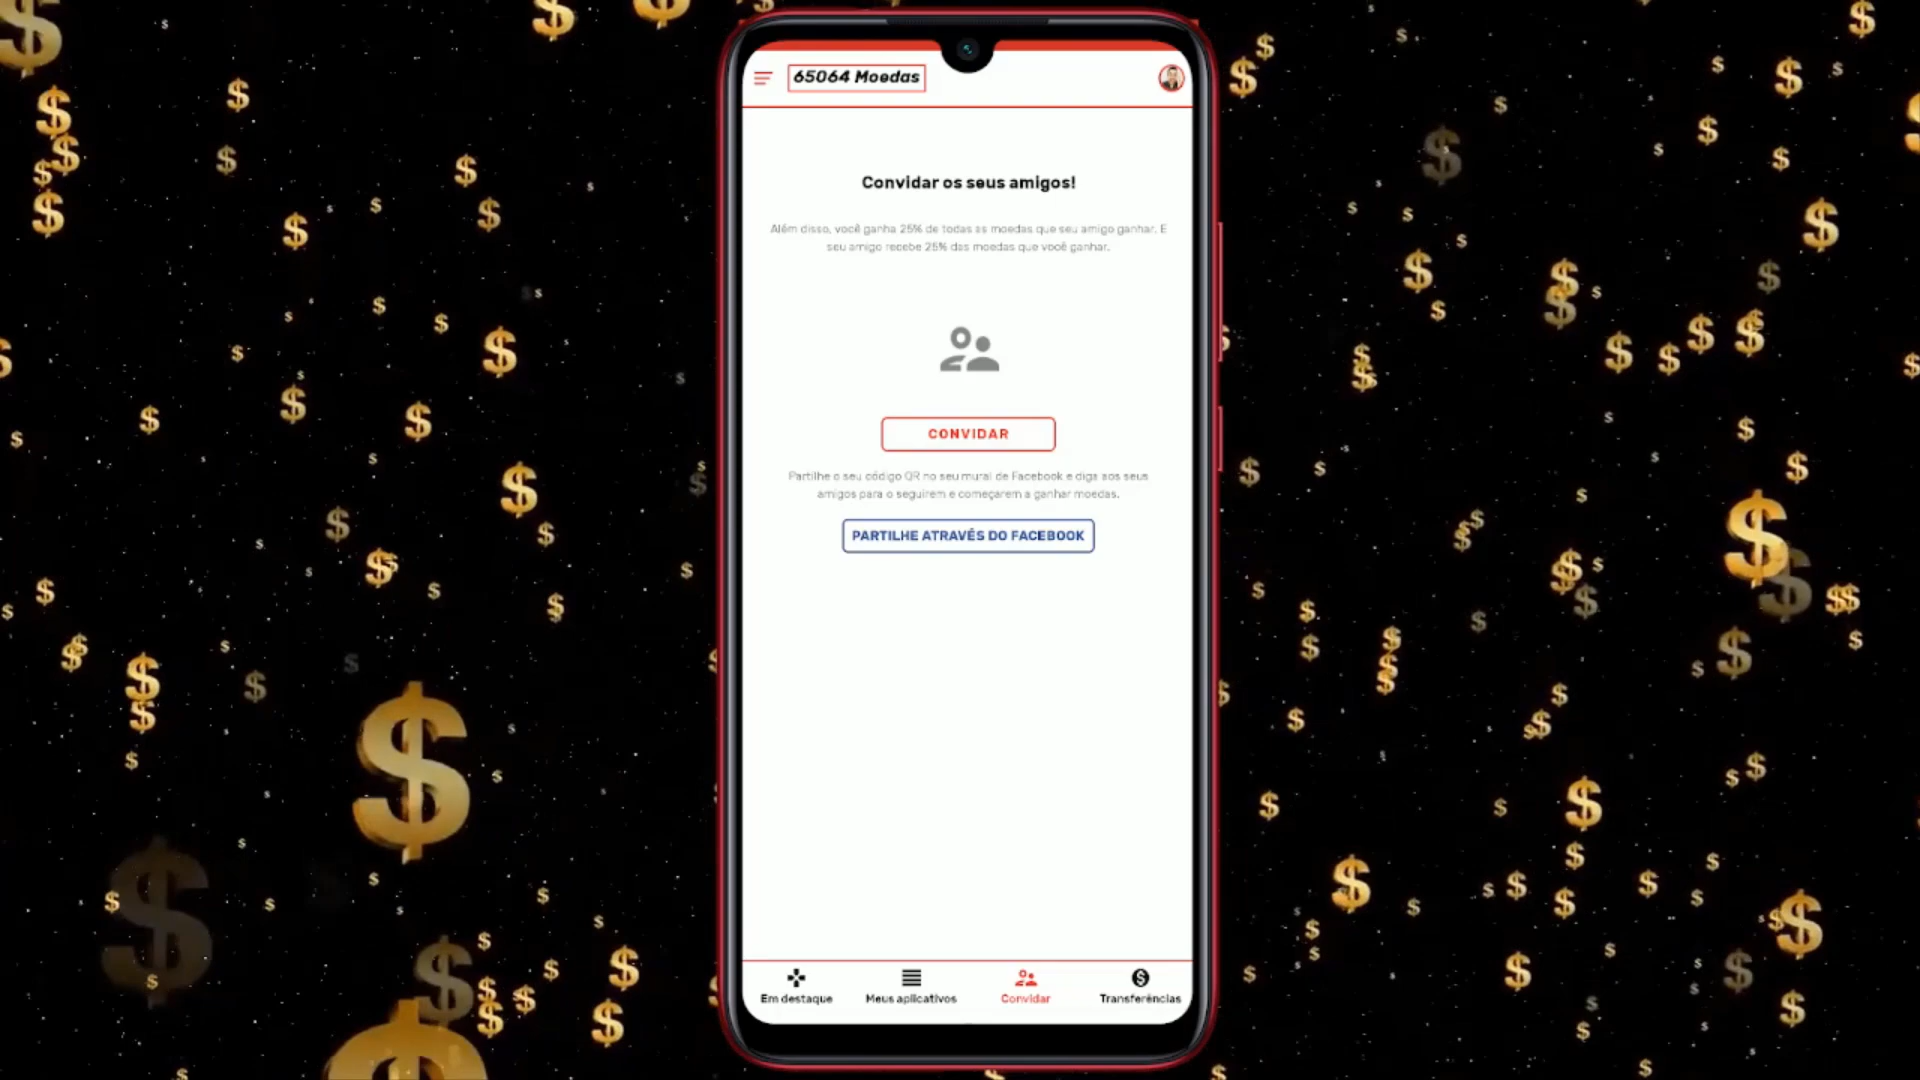 65064 Moedas
Convidar os seus amigos!
Além disso, você ganha 25% de todas as moedas que seu amigo ganhar. E
seu amigo recebe 25% das moedas que você ganhar.
CONVIDAR
Partilhe o seu código QR no seu mural de Facebook e diga aos seus
amigos para o seguirem e começarem a ganhar moedas.
PARTILHE ATRAVÉS DO FACEBOOK
Em destaque
Meus aplicativos
Convidar
Transferências